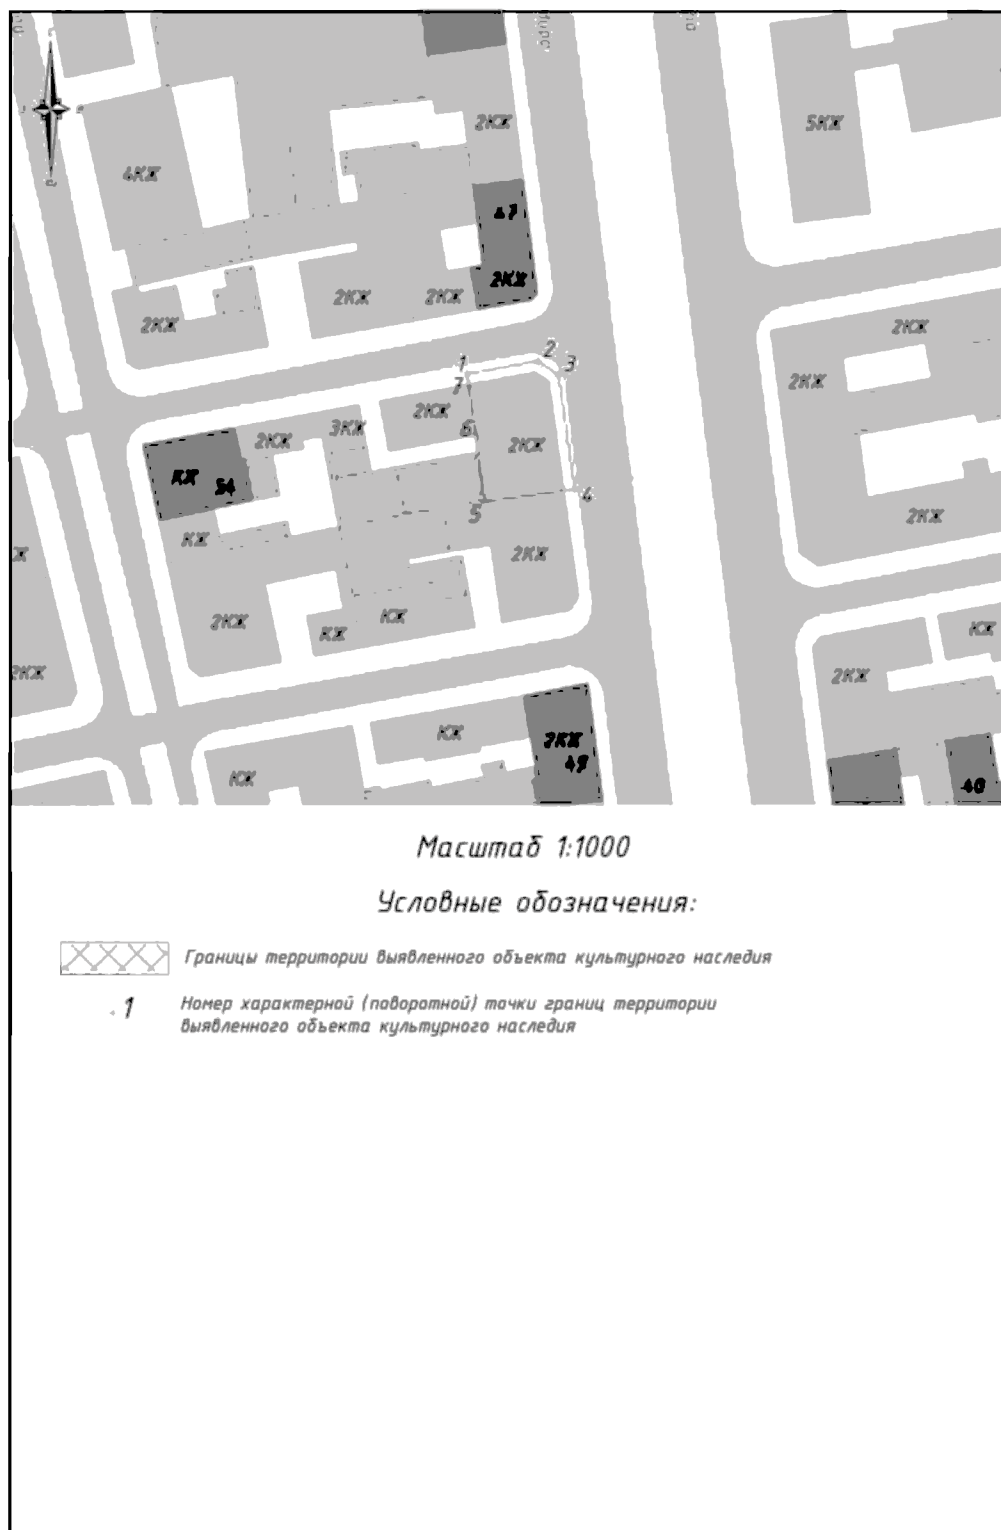 2КЖ
5КЖ
4КЖ
47
2КЖ
2КЖ
2КЖ
2КЖ
2КЖ
2КЖ
1
2
3
7
2КЖ
2КЖ
3КЖ
6
2КЖ
2КЖ
КЖ
54
4
5
2КЖ
КЖ
2КЖ
2КЖ
КЖ
КЖ
КЖ
2КЖ
2КЖ
КЖ
2КЖ
КЖ
49
КЖ
Масштаб 1:1000
Условные обозначения:
Границы территории выявленного объекта культурного наследия
1
Номер характерной (поворотной) точки границ территории
выявленного объекта культурного наследия